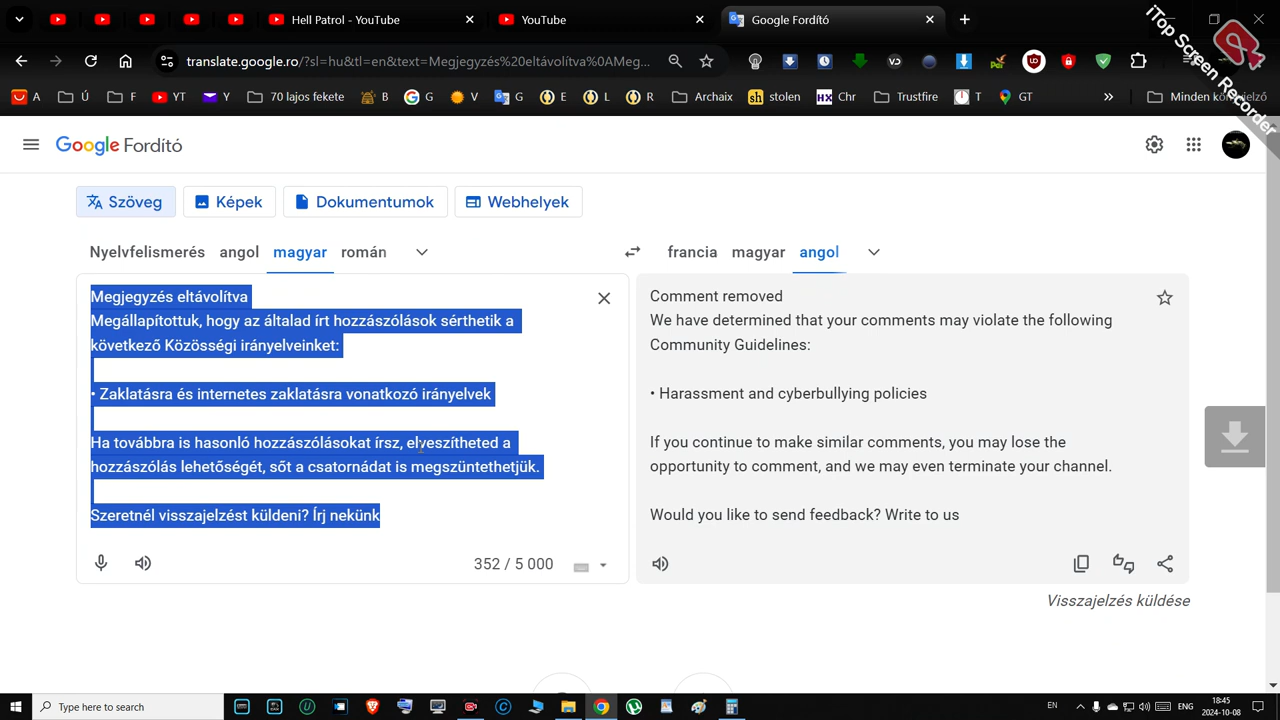 Hell Patrol - YouTube
YouTube
Google Fordító
translate.google.ro/?sl=hu&tl=en&text=Megjegyzés%20eltávolítva%0AMeg...
A
Ú
F
YT
Y
70 lajos fekete
B
G
V
G
E
L
R
Archaix
stolen
Chr
Trustfire
T
GT
»
Minden könyvjelző
iTop Screen Recorder
Google Fordító
Szöveg
Képek
Dokumentumok
Webhelyek
Nyelvfelismerés angol magyar román
francia magyar angol
Megjegyzés eltávolítva
Megállapítottuk, hogy az általad írt hozzászólások sérthetik a
következő Közösségi irányelveinket:
• Zaklatásra és internetes zaklatásra vonatkozó irányelvek
Ha továbbra is hasonló hozzászólásokat írsz, elveszítheted a
hozzászólás lehetőségét, sőt a csatornádat is megszüntethetjük.
Szeretnél visszajelzést küldeni? Írj nekünk
352 / 5 000
Comment removed
We have determined that your comments may violate the following
Community Guidelines:
• Harassment and cyberbullying policies
If you continue to make similar comments, you may lose the
opportunity to comment, and we may even terminate your channel.
Would you like to send feedback? Write to us
Visszajelzés küldése
Type here to search
EN
ENG
18:45
2024-10-08